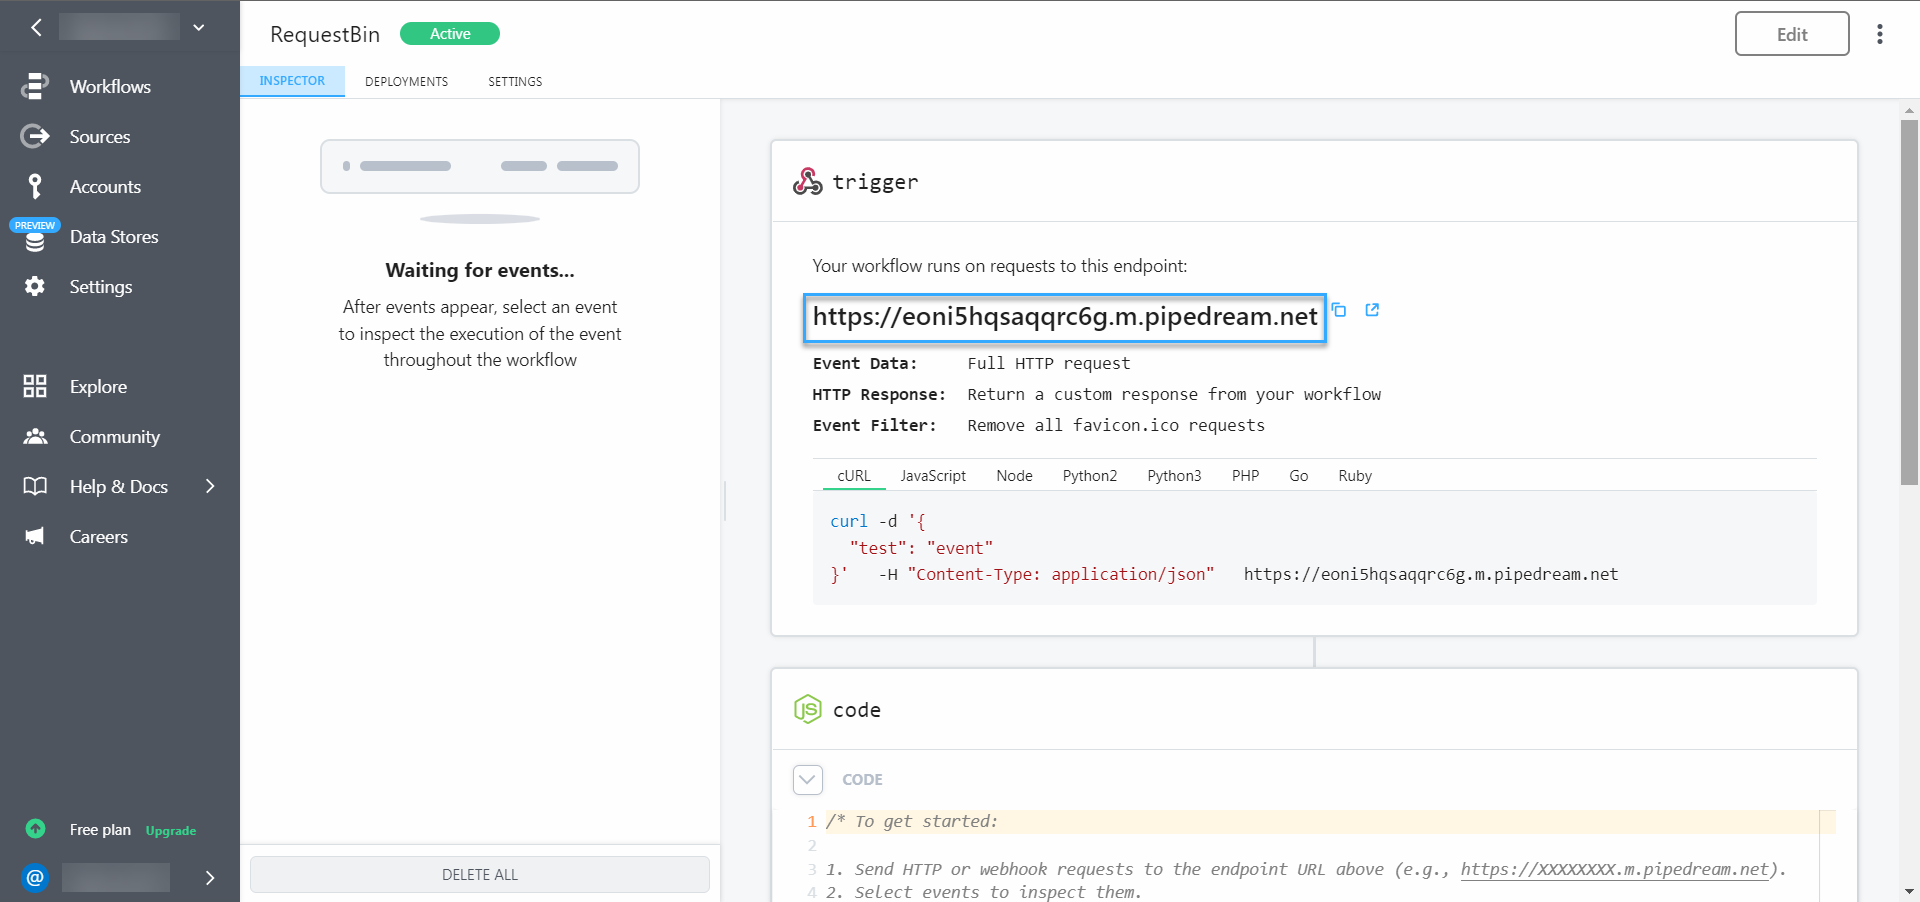 Workflows
Sources
Accounts
PREVIEW
Data Stores
Settings
Explore
Community
Help & Docs
Careers
Free plan Upgrade
@
RequestBin Active
Edit
INSPECTOR DEPLOYMENTS SETTINGS
Waiting for events...
After events appear, select an event
to inspect the execution of the event
throughout the workflow
DELETE ALL
trigger
Your workflow runs on requests to this endpoint:
https://eoni5hqsaqqrc6g.m.pipedream.net
Event Data: Full HTTP request
HTTP Response: Return a custom response from your workflow
Event Filter: Remove all favicon.ico requests
cURL JavaScript Node Python2 Python3 PHP Go Ruby
curl -d '{
"test": "event"
}' -H "Content-Type: application/json" https://eoni5hqsaqqrc6g.m.pipedream.net
JS code
CODE
1 /* To get started:
2
3 1. Send HTTP or webhook requests to the endpoint URL above (e.g., https://XXXXXXXX.m.pipedream.net).
4 2. Select events to inspect them.